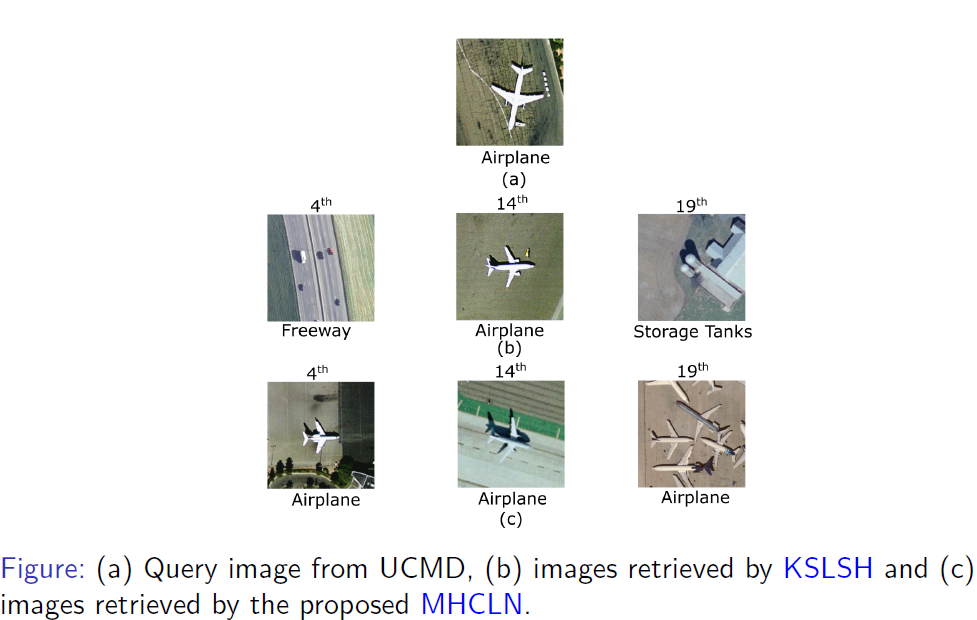 Airplane
(a)
4th 14th 19th
Freeway Airplane Storage Tanks
(b)
4th 14th 19th
Airplane Airplane Airplane
(c)
Figure: (a) Query image from UCMD, (b) images retrieved by KSLSH and (c)
images retrieved by the proposed MHCLN.